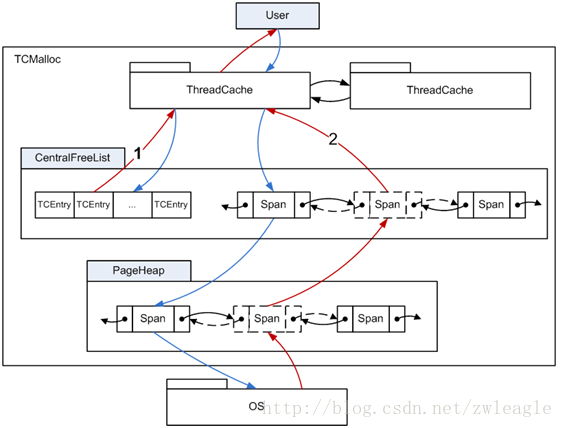 User
TCMalloc
ThreadCache
ThreadCache
1
2
CentralFreeList
TCEntry TCEntry ... TCEntry
Span Span Span
PageHeap
Span Span Span
OS
http://blog.csdn.net/zwleagle